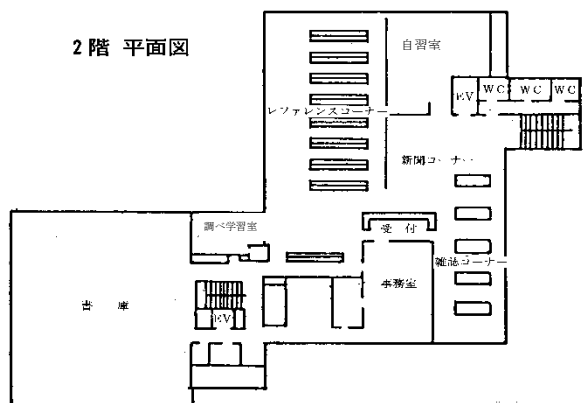 2階 平面図
自習室
EV
WC
WC
WC
レファレンスコーナー
新聞コーナー
調べ学習室
受付
雑誌コーナー
事務室
書 庫
EV